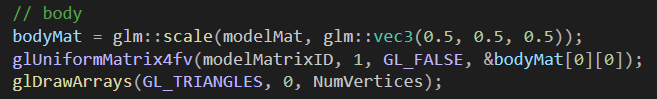 // body
bodyMat = glm::scale(modelMat, glm::vec3(0.5, 0.5, 0.5));
glUniformMatrix4fv(modelMatrixID, 1, GL_FALSE, &bodyMat[0][0]);
glDrawArrays(GL_TRIANGLES, 0, NumVertices);